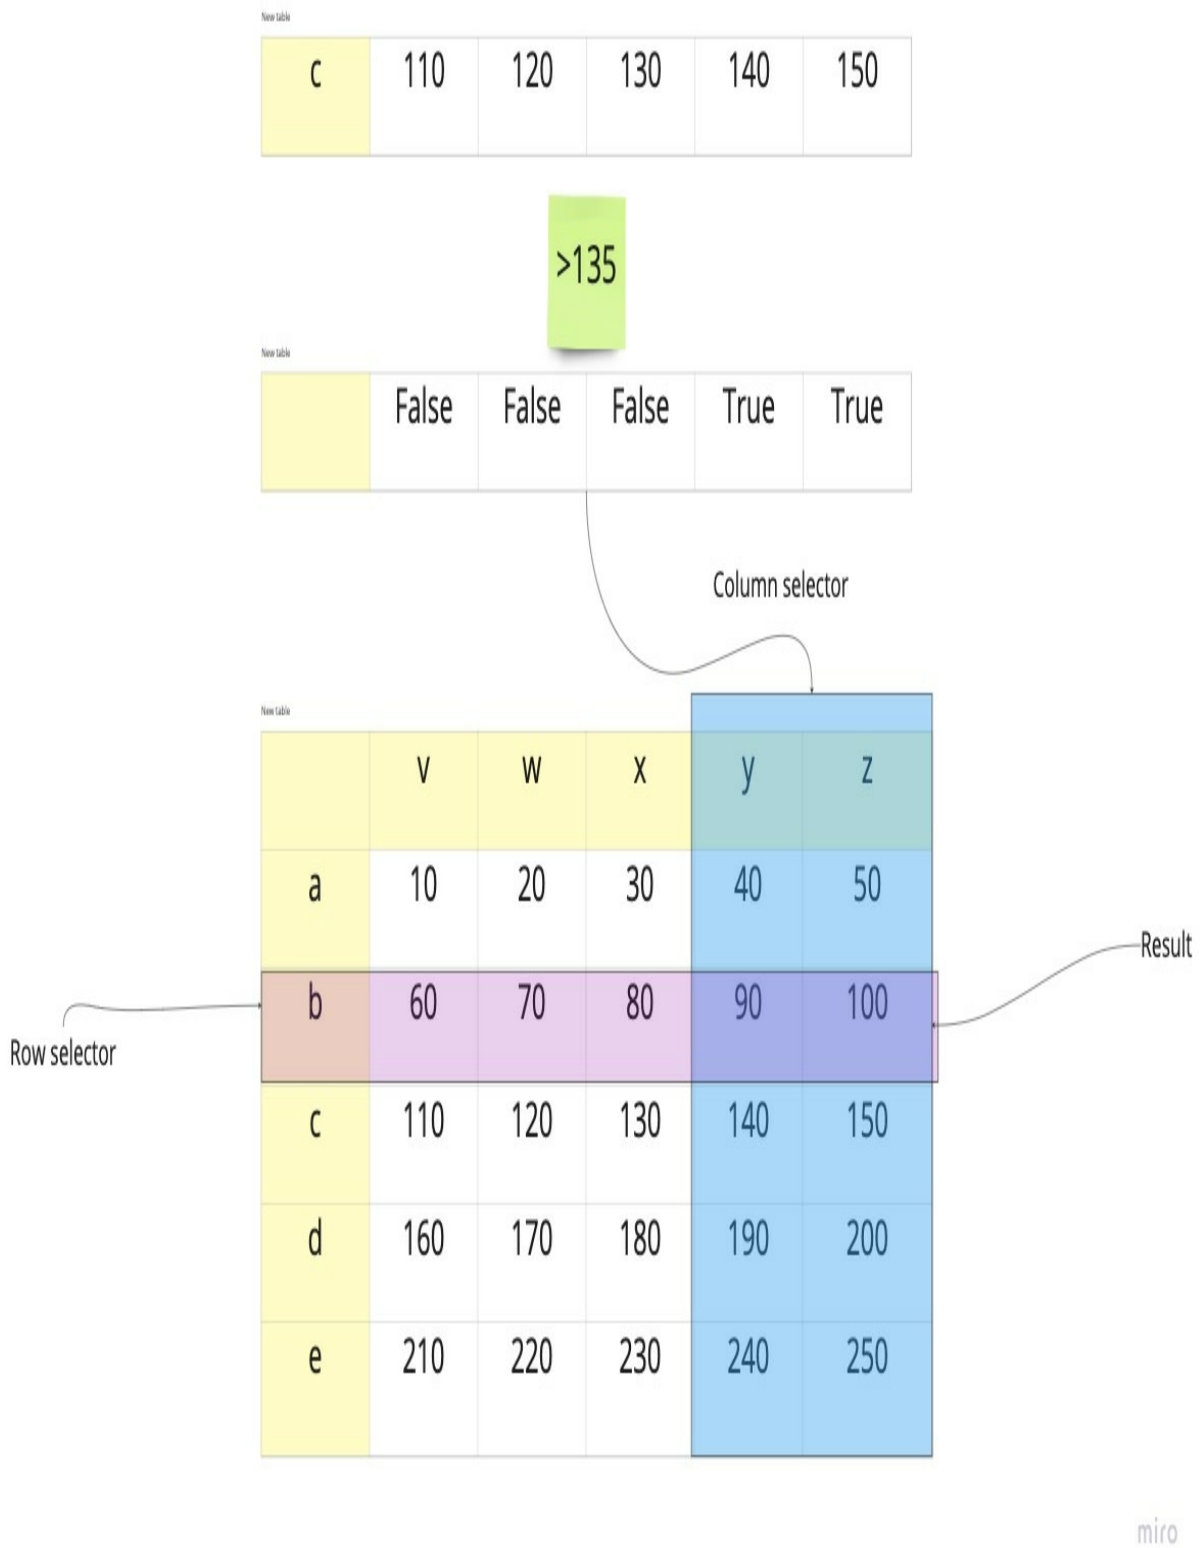 New table
c 110 120 130 140 150
>135
New table
False False False True True
Column selector
New table
v w x y z
a 10 20 30 40 50
Result
b 60 70 80 90 100
Row selector
c 110 120 130 140 150
d 160 170 180 190 200
e 210 220 230 240 250
miro